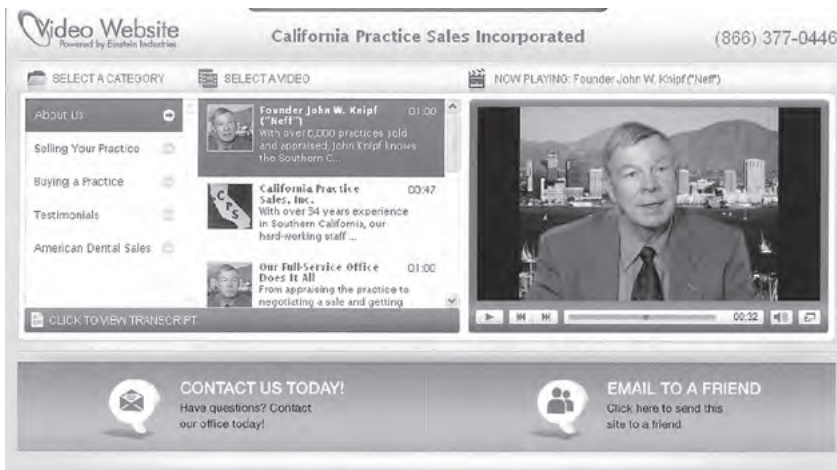 Video Website
Powered by Einstein Industries
California Practice Sales Incorporated
(866) 377-0446
SELECT A CATEGORY
SELECT A VIDEO
NOW PLAYING: Founder John W. Knipf ("Neff")
About Us
Selling Your Practice
Buying a Practice
Testimonials
American Dental Sales
Founder John W. Knipf 01:00
("Neff")
With over 6,000 practices sold
and appraised, John Knipf knows
the Southern C...
CPS
California Practice 00:47
Sales, Inc.
With over 34 years experience
in Southern California, our
hard-working staff ...
Our Full-Service Office 01:00
Does It All
From appraising the practice to
negotiating a sale and getting
CLICK TO VIEW TRANSCRIPT
00:32
CONTACT US TODAY!
Have questions? Contact
our office today!
EMAIL TO A FRIEND
Click here to send this
site to a friend